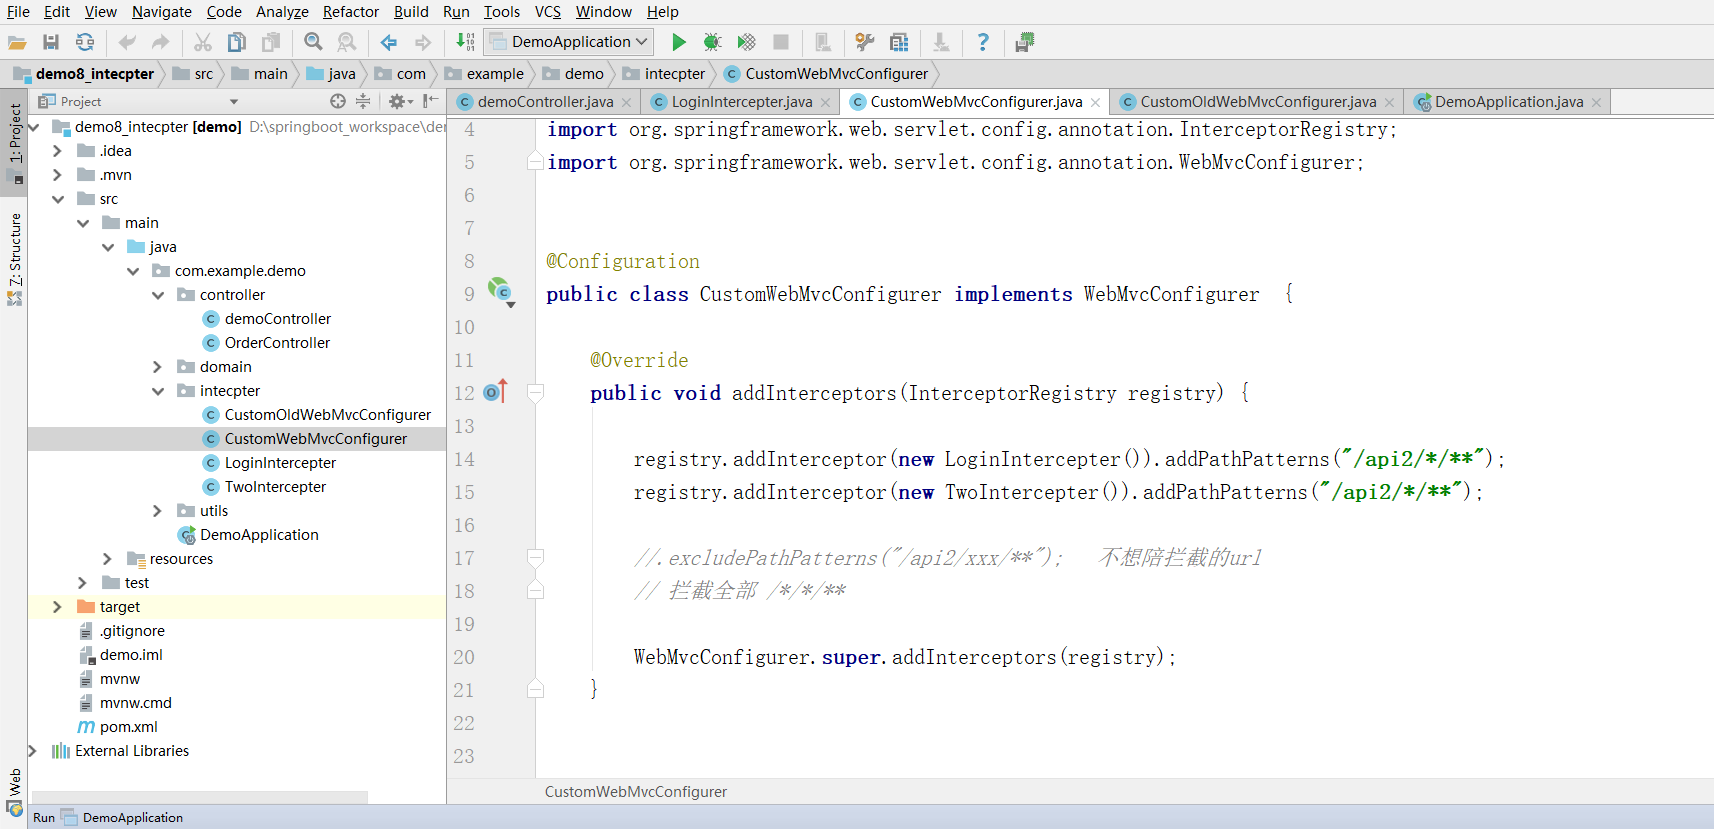 File Edit View Navigate Code Analyze Refactor Build Run Tools VCS Window Help
DemoApplication
demo8_intecpter src main java com example demo intecpter CustomWebMvcConfigurer
Project
demoController.java LoginIntercepter.java CustomWebMvcConfigurer.java CustomOldWebMvcConfigurer.java DemoApplication.java
1: Project
Z: Structure
Web
demo8_intecpter [demo] D:\springboot_workspace\der
.idea
.mvn
src
main
java
com.example.demo
controller
demoController
OrderController
domain
intecpter
CustomOldWebMvcConfigurer
CustomWebMvcConfigurer
LoginIntercepter
TwoIntercepter
utils
DemoApplication
resources
test
target
.gitignore
demo.iml
mvnw
mvnw.cmd
pom.xml
External Libraries
4 import org.springframework.web.servlet.config.annotation.InterceptorRegistry;
5 import org.springframework.web.servlet.config.annotation.WebMvcConfigurer;
6
7
8 @Configuration
9 public class CustomWebMvcConfigurer implements WebMvcConfigurer {
10
11 @Override
12 public void addInterceptors(InterceptorRegistry registry) {
13
14 registry.addInterceptor(new LoginIntercepter()).addPathPatterns("/api2/*/**");
15 registry.addInterceptor(new TwoIntercepter()).addPathPatterns("/api2/*/**");
16
17 //.excludePathPatterns("/api2/xxx/**"); 不想陪拦截的url
18 // 拦截全部 /*/*/**
19
20 WebMvcConfigurer.super.addInterceptors(registry);
21 }
22
23
CustomWebMvcConfigurer
Run DemoApplication